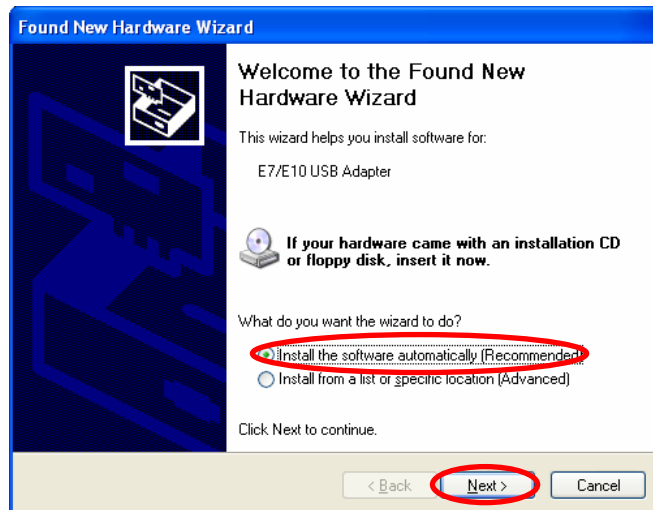 Found New Hardware Wizard
Welcome to the Found New
Hardware Wizard
This wizard helps you install software for:
E7/E10 USB Adapter
If your hardware came with an installation CD
or floppy disk, insert it now.
What do you want the wizard to do?
Install the software automatically (Recommended)
Install from a list or specific location (Advanced)
Click Next to continue.
< Back Next > Cancel